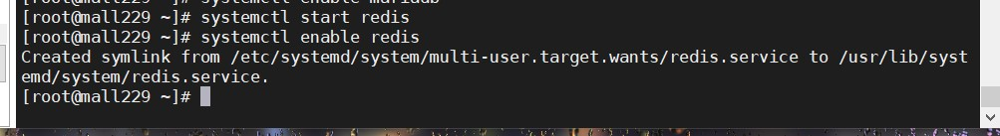 [root@mall229 ~]# systemctl enable mariadb
[root@mall229 ~]# systemctl start redis
[root@mall229 ~]# systemctl enable redis
Created symlink from /etc/systemd/system/multi-user.target.wants/redis.service to /usr/lib/syst
emd/system/redis.service.
[root@mall229 ~]#